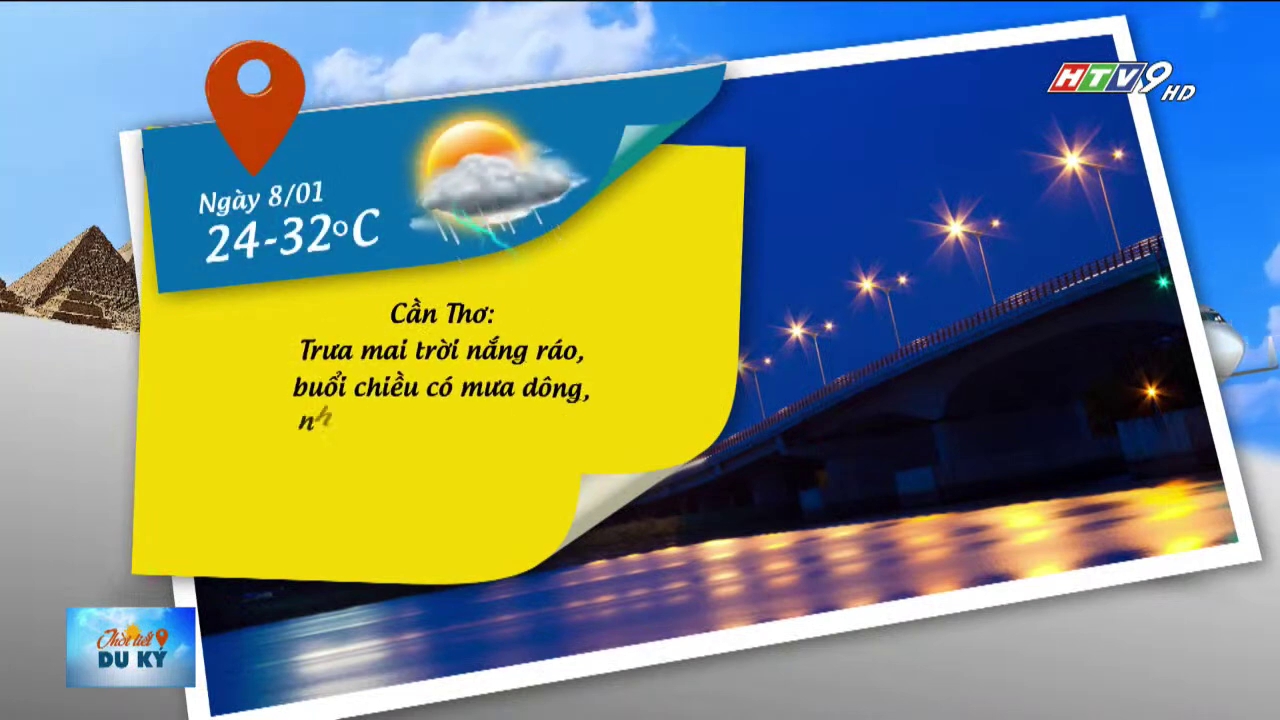 HTV9 HD
Ngày 8/01
24-32°C
Cần Thơ:
Trưa mai trời nắng ráo,
buổi chiều có mưa dông,
Thời tiết
DU KÝ